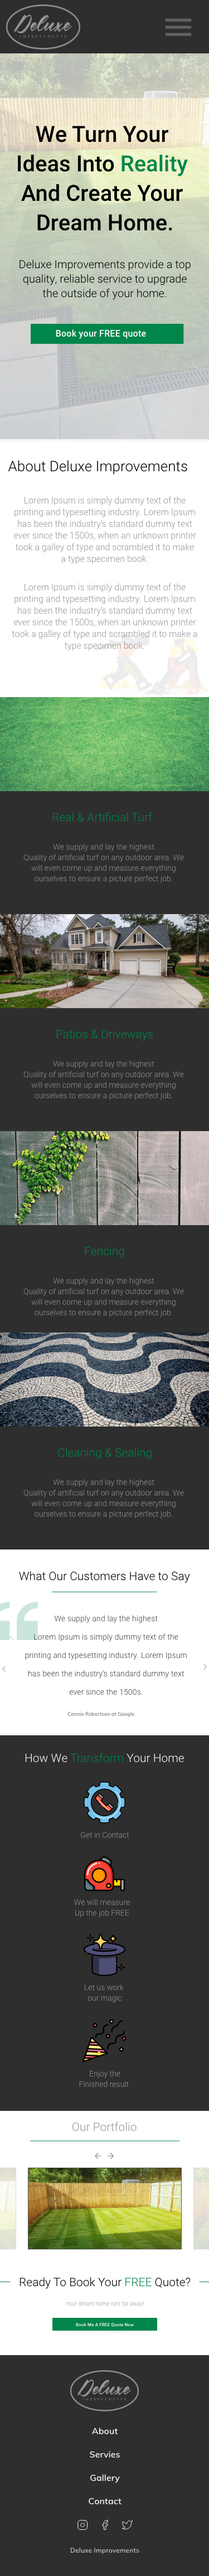 Deluxe
IMPROVEMENTS
We Turn Your
Ideas Into Reality
And Create Your
Dream Home.
Deluxe Improvements provide a top
quality, reliable service to upgrade
the outside of your home.
Book your FREE quote
About Deluxe Improvements
Lorem Ipsum is simply dummy text of the
printing and typesetting industry. Lorem Ipsum
has been the industry's standard dummy text
ever since the 1500s, when an unknown printer
took a galley of type and scrambled it to make
a type specimen book.
Lorem Ipsum is simply dummy text of the
printing and typesetting industry. Lorem Ipsum
has been the industry's standard dummy text
ever since the 1500s, when an unknown printer
took a galley of type and scrambled it to make a
type specimen book.
Real & Artificial Turf
We supply and lay the highest
Quality of artificial turf on any outdoor area. We
will even come up and measure everything
ourselves to ensure a picture perfect job.
Patios & Driveways
We supply and lay the highest
Quality of artificial turf on any outdoor area. We
will even come up and measure everything
ourselves to ensure a picture perfect job.
Fencing
We supply and lay the highest
Quality of artificial turf on any outdoor area. We
will even come up and measure everything
ourselves to ensure a picture perfect job.
Cleaning & Sealing
We supply and lay the highest
Quality of artificial turf on any outdoor area. We
will even come up and measure everything
ourselves to ensure a picture perfect job.
What Our Customers Have to Say
We supply and lay the highest
Lorem Ipsum is simply dummy text of the
printing and typesetting industry. Lorem Ipsum
has been the industry's standard dummy text
ever since the 1500s.
Connie Robertson at Google
How We Transform Your Home
Get in Contact
We will measure
Up the job FREE
Let us work
our magic
Enjoy the
Finished result
Our Portfolio
Ready To Book Your FREE Quote?
Your dream home isn't far away!
Book Me A FREE Quote Now
Deluxe
IMPROVEMENTS
About
Servies
Gallery
Contact
Deluxe Improvements